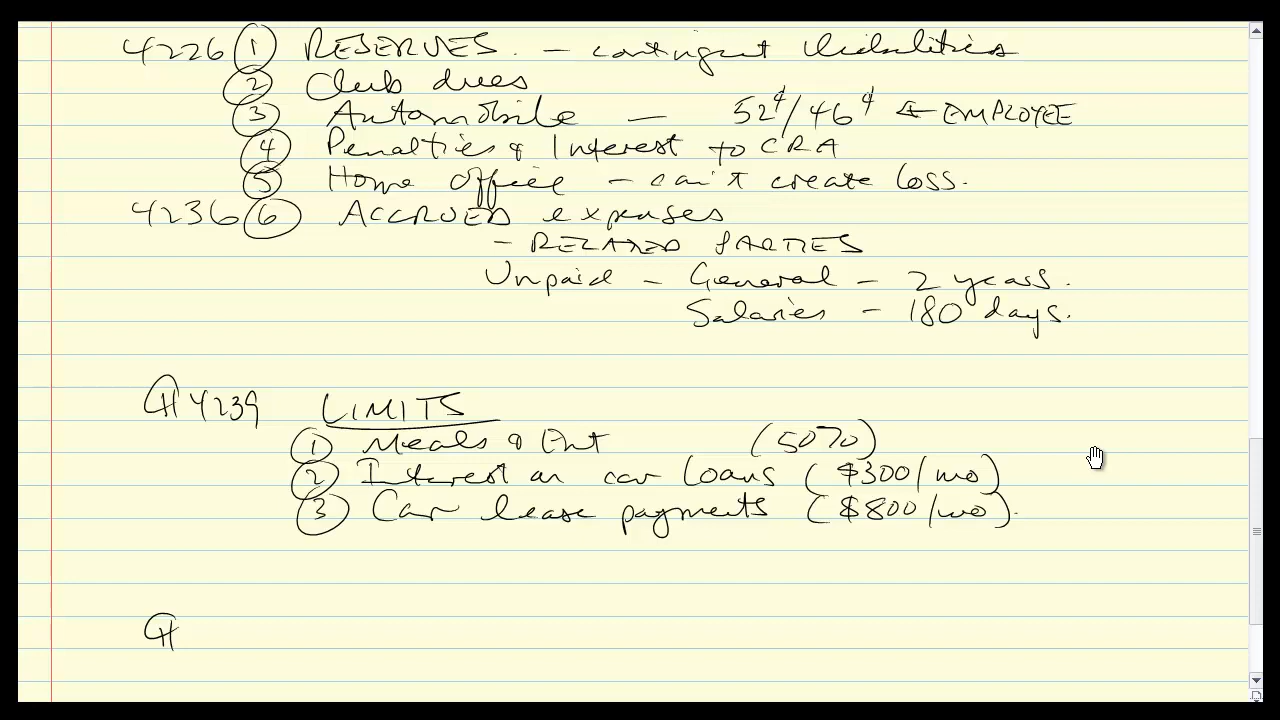 4226 ① RESERVES. - contingent liabilities
② Club dues
③ Automobile - 52¢/46¢ ← EMPLOYEE
④ Penalties & Interest to CRA
⑤ Home office - can't create loss.
4236 ⑥ ACCRUED expenses
- RELATED PARTIES
Unpaid - General - 2 years.
Salaries - 180 days.
4239 LIMITS
① Meals & Ent (50%)
② Interest on car loans ($300/mo)
③ Car lease payments ($800/mo).